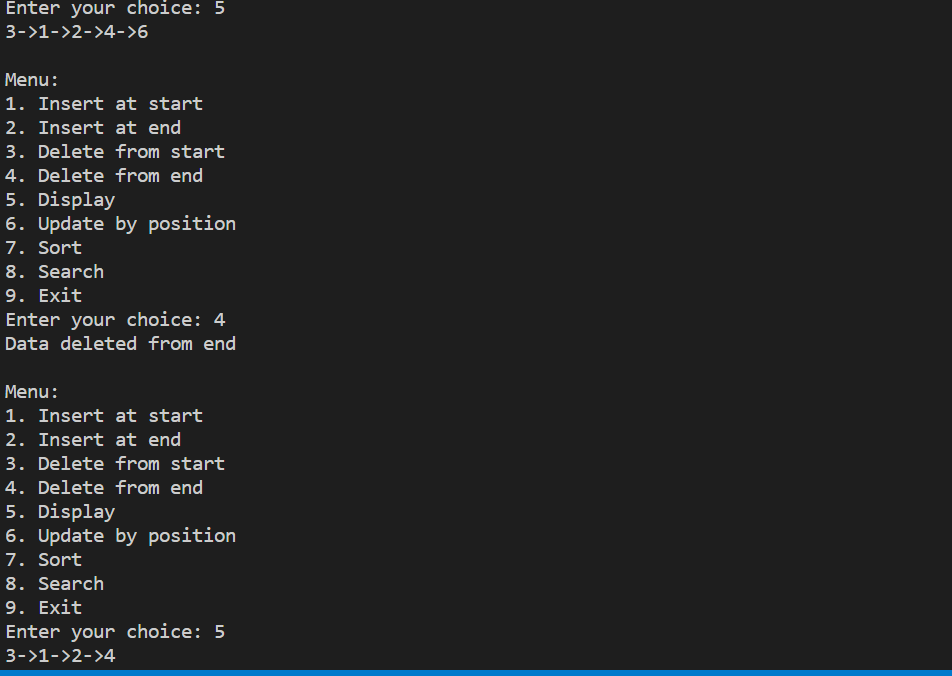 Enter your choice: 5
3->1->2->4->6

Menu:
1. Insert at start
2. Insert at end
3. Delete from start
4. Delete from end
5. Display
6. Update by position
7. Sort
8. Search
9. Exit
Enter your choice: 4
Data deleted from end

Menu:
1. Insert at start
2. Insert at end
3. Delete from start
4. Delete from end
5. Display
6. Update by position
7. Sort
8. Search
9. Exit
Enter your choice: 5
3->1->2->4